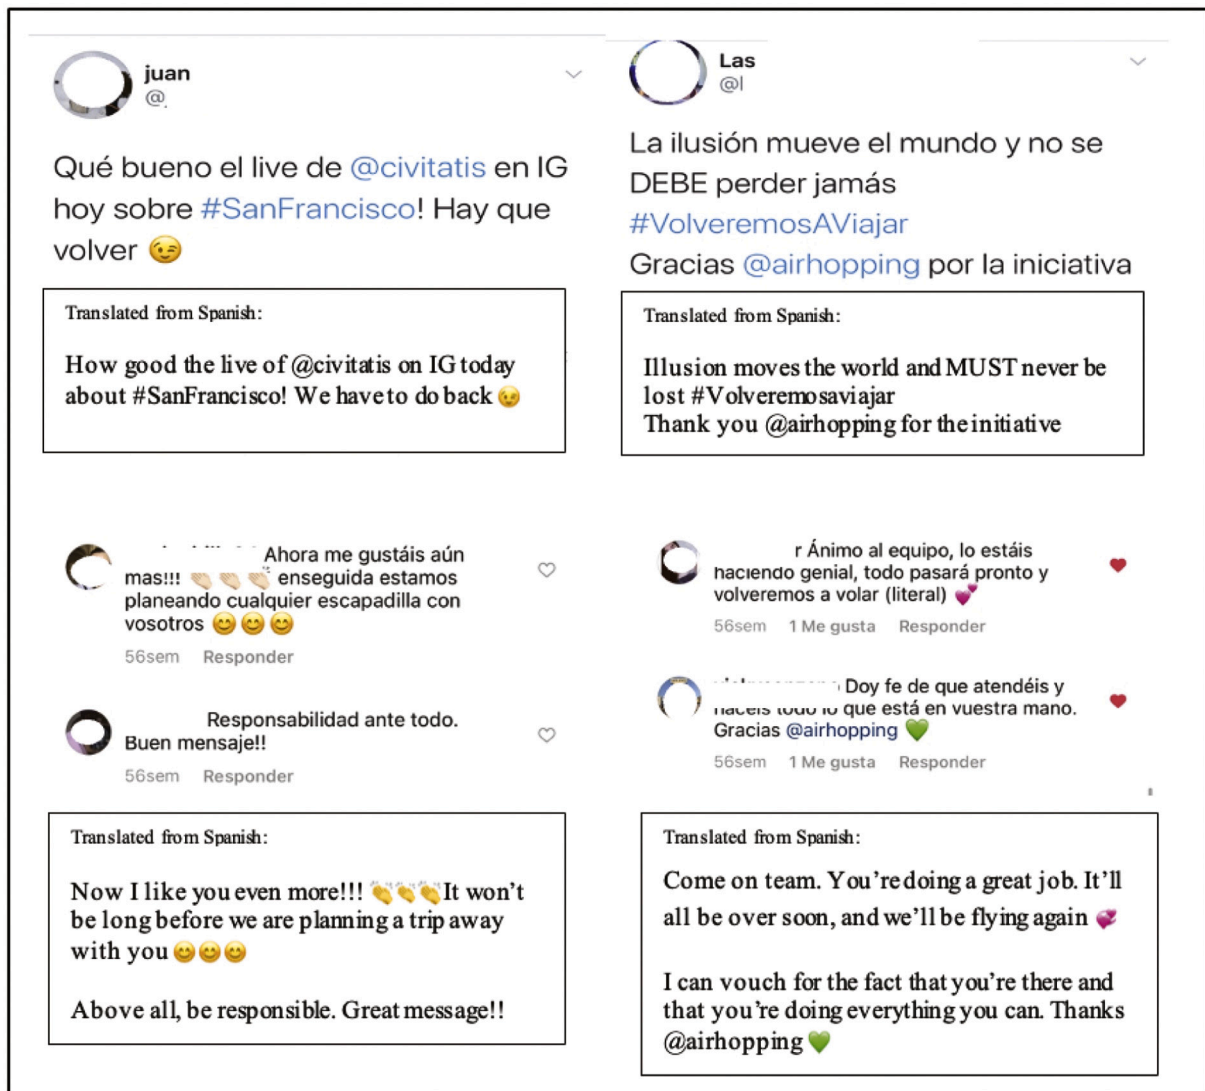 juan
@
Qué bueno el live de @civitatis en IG
hoy sobre #SanFrancisco! Hay que
volver 😉
Translated from Spanish:
How good the live of @civitatis on IG today
about #SanFrancisco! We have to do back 😉
Las
@l
La ilusión mueve el mundo y no se
DEBE perder jamás
#VolveremosAViajar
Gracias @airhopping por la iniciativa
Translated from Spanish:
Illusion moves the world and MUST never be
lost #Volveremosaviajar
Thank you @airhopping for the initiative
Ahora me gustáis aún
mas!!! 👏🏻👏🏻👏🏻 enseguida estamos
planeando cualquier escapadilla con
vosotros 😊😊😊
56sem Responder
Responsabilidad ante todo.
Buen mensaje!!
56sem Responder
Translated from Spanish:
Now I like you even more!!! 👏👏👏It won't
be long before we are planning a trip away
with you 😊😊😊
Above all, be responsible. Great message!!
r Ánimo al equipo, lo estáis
haciendo genial, todo pasará pronto y
volveremos a volar (literal) 💕
56sem 1 Me gusta Responder
Doy fe de que atendéis y
hacéis todo lo que está en vuestra mano.
Gracias @airhopping 💚
56sem 1 Me gusta Responder
Translated from Spanish:
Come on team. You're doing a great job. It'll
all be over soon, and we'll be flying again 💞
I can vouch for the fact that you're there and
that you're doing everything you can. Thanks
@airhopping 💚